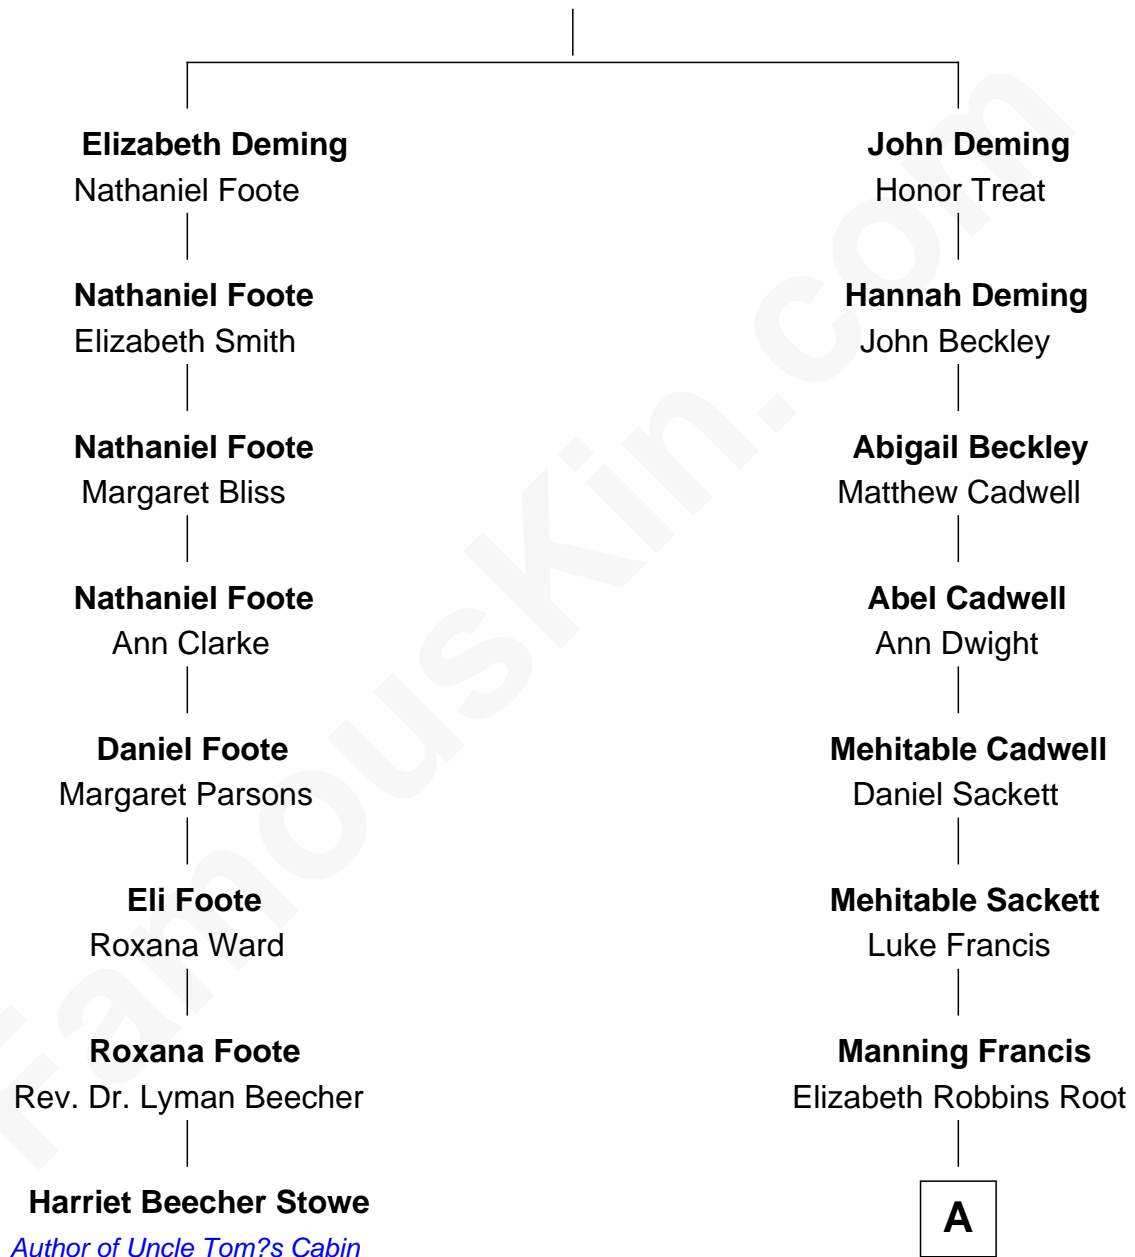 Elizabeth Deming
Nathaniel Foote
Nathaniel Foote
Elizabeth Smith
Nathaniel Foote
Margaret Bliss
Nathaniel Foote
Ann Clarke
Daniel Foote
Margaret Parsons
Eli Foote
Roxana Ward
Roxana Foote
Rev. Dr. Lyman Beecher
Harriet Beecher Stowe
Author of Uncle Tom?s Cabin
John Deming
Honor Treat
Hannah Deming
John Beckley
Abigail Beckley
Matthew Cadwell
Abel Cadwell
Ann Dwight
Mehitable Cadwell
Daniel Sackett
Mehitable Sackett
Luke Francis
Manning Francis
Elizabeth Robbins Root
A
FamousKin.com